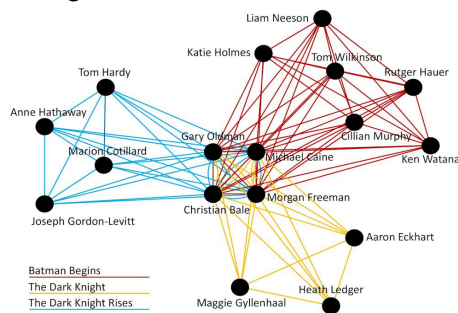 Liam Neeson
Katie Holmes
Tom Wilkinson
Rutger Hauer
Tom Hardy
Anne Hathaway
Gary Oldman
Cillian Murphy
Marion Cotillard
Michael Caine
Ken Watana
Christian Bale
Morgan Freeman
Joseph Gordon-Levitt
Aaron Eckhart
Batman Begins
The Dark Knight
The Dark Knight Rises
Maggie Gyllenhaal
Heath Ledger